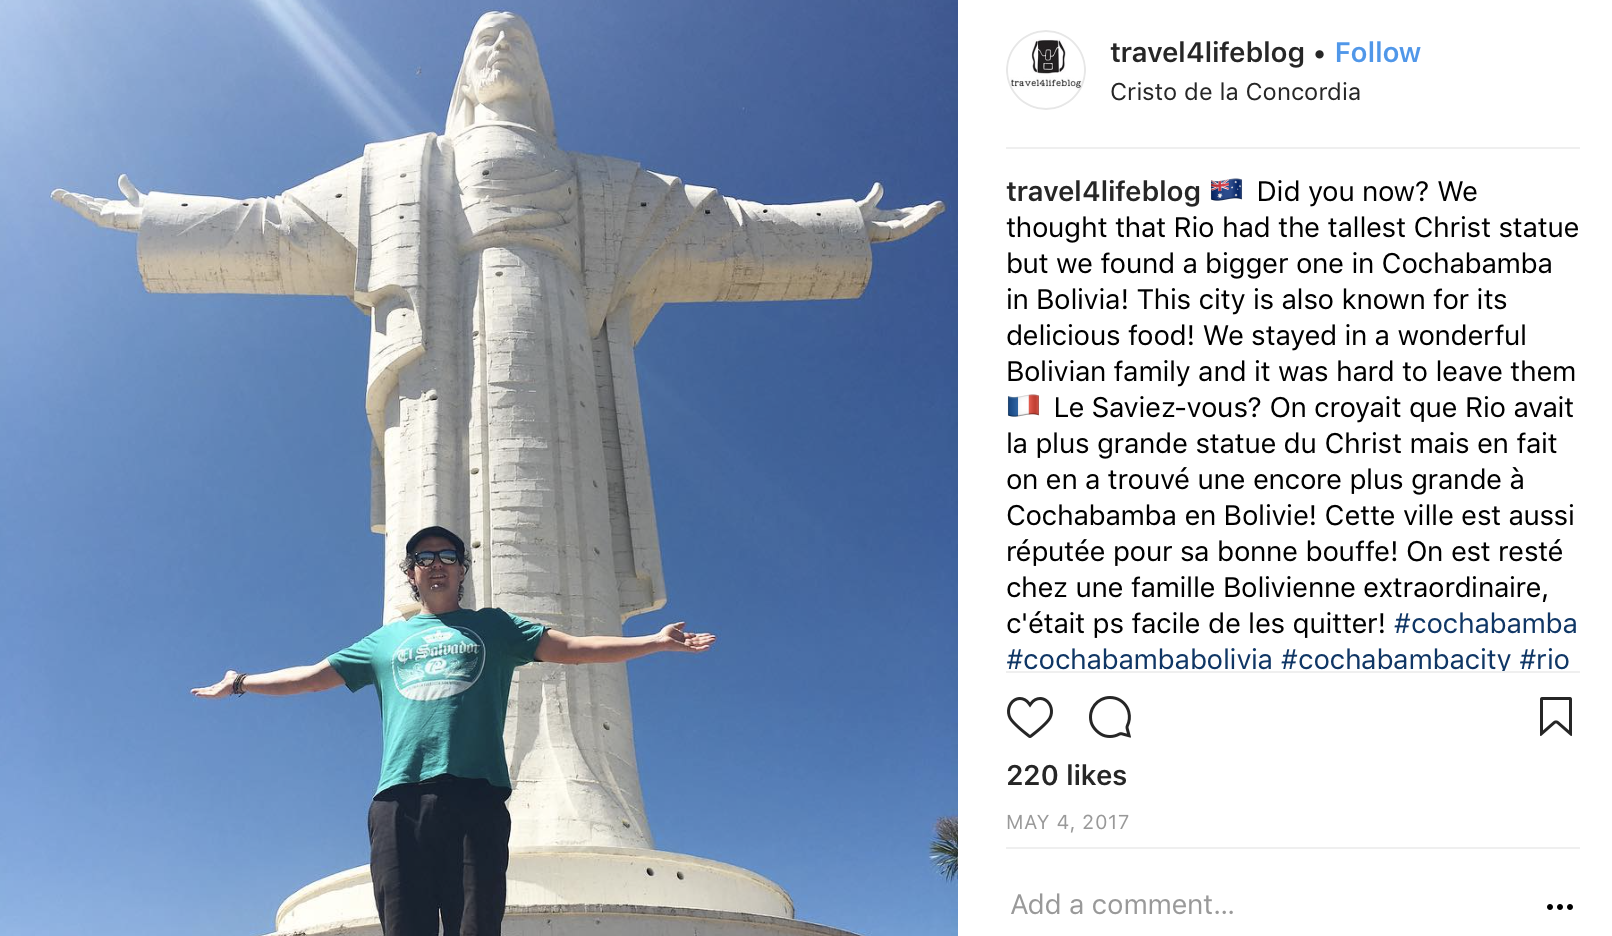 El Salvador
travel4lifeblog
travel4lifeblog • Follow
Cristo de la Concordia
travel4lifeblog 🇦🇺 Did you now? We
thought that Rio had the tallest Christ statue
but we found a bigger one in Cochabamba
in Bolivia! This city is also known for its
delicious food! We stayed in a wonderful
Bolivian family and it was hard to leave them
🇫🇷 Le Saviez-vous? On croyait que Rio avait
la plus grande statue du Christ mais en fait
on en a trouvé une encore plus grande à
Cochabamba en Bolivie! Cette ville est aussi
réputée pour sa bonne bouffe! On est resté
chez une famille Bolivienne extraordinaire,
c'était ps facile de les quitter! #cochabamba
#cochabambabolivia #cochabambacity #rio
220 likes
MAY 4, 2017
Add a comment...